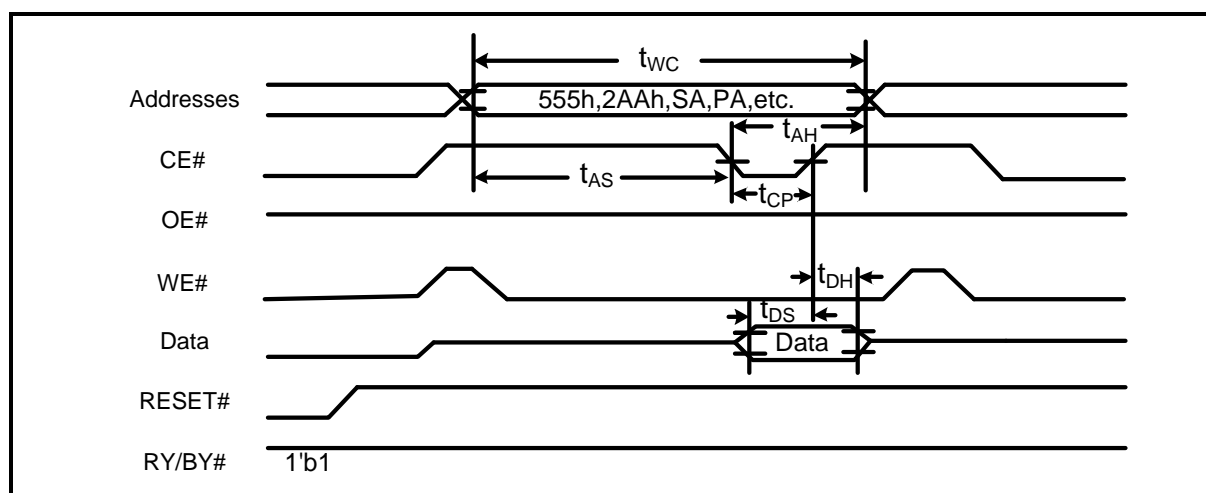 tWC
Addresses 555h,2AAh,SA,PA,etc.
tAH
CE#
tAS
tCP
OE#
WE#
tDH
tDS
Data Data
RESET#
RY/BY# 1'b1